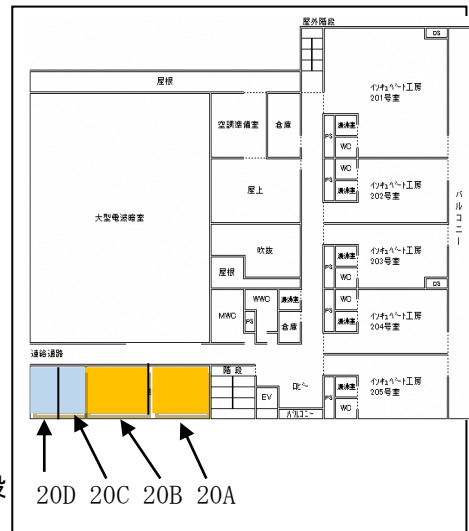 屋外階段
DS
屋根
インキュベート工房
201号室
空調準備室
倉庫
湯沸室
PS
WC
WC
PS
湯沸室
インキュベート工房
202号室
屋上
バルコニー
大型電波暗室
吹抜
湯沸室
PS
WC
インキュベート工房
203号室
屋根
DS
MWC
WWC
湯沸室
PS
倉庫
WC
PS
湯沸室
インキュベート工房
204号室
連絡通路
階段
EV
ロビー
バルコニー
湯沸室
PS
WC
インキュベート工房
205号室
20D 20C 20B 20A